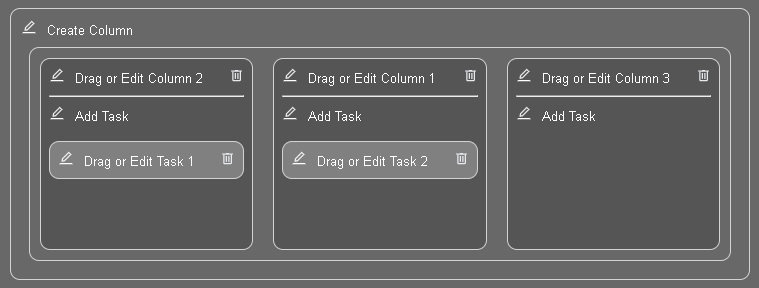 Create Column
Drag or Edit Column 2
Add Task
Drag or Edit Task 1
Drag or Edit Column 1
Add Task
Drag or Edit Task 2
Drag or Edit Column 3
Add Task